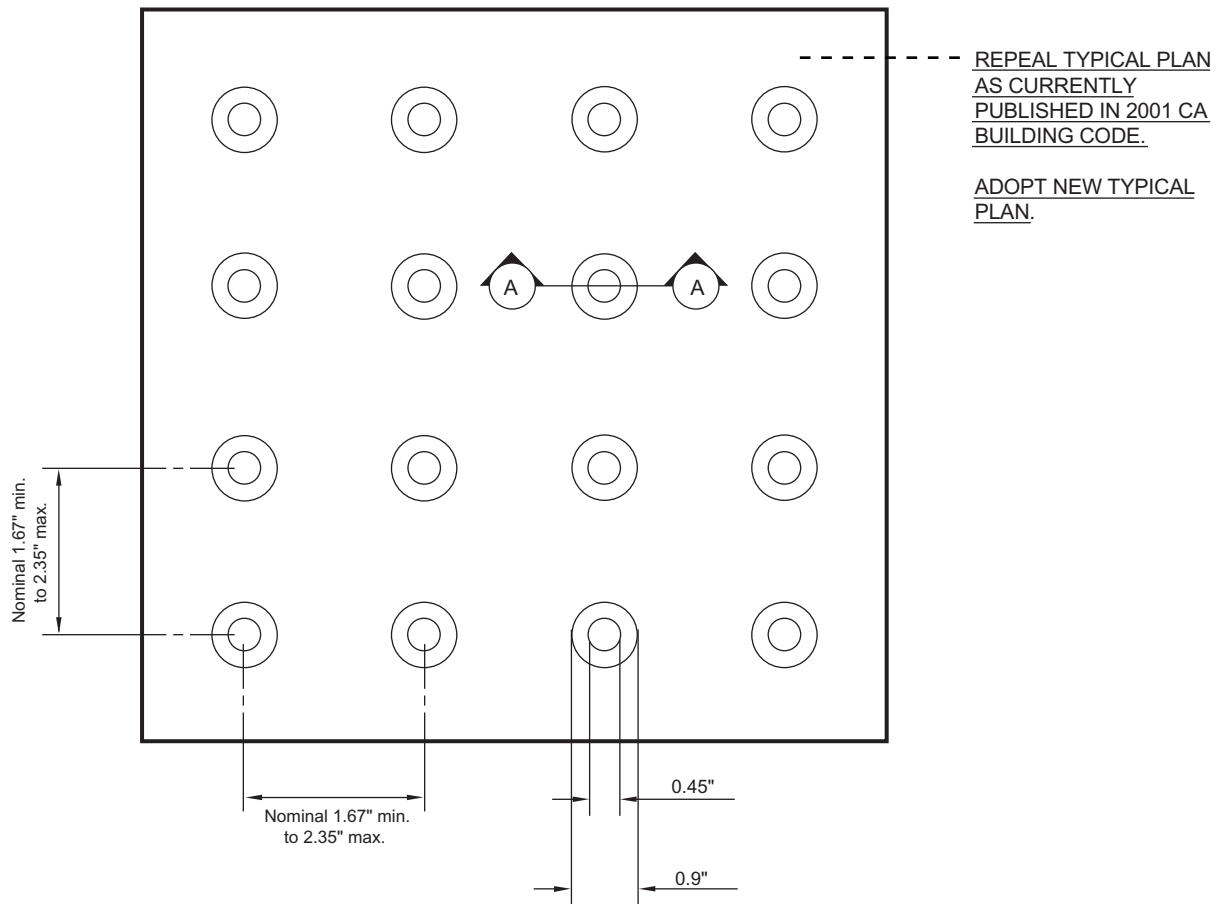 REPEAL TYPICAL PLAN
AS CURRENTLY
PUBLISHED IN 2001 CA
BUILDING CODE.
ADOPT NEW TYPICAL
PLAN.
A
A
Nominal 1.67" min.
to 2.35" max.
Nominal 1.67" min.
to 2.35" max.
0.45"
0.9"